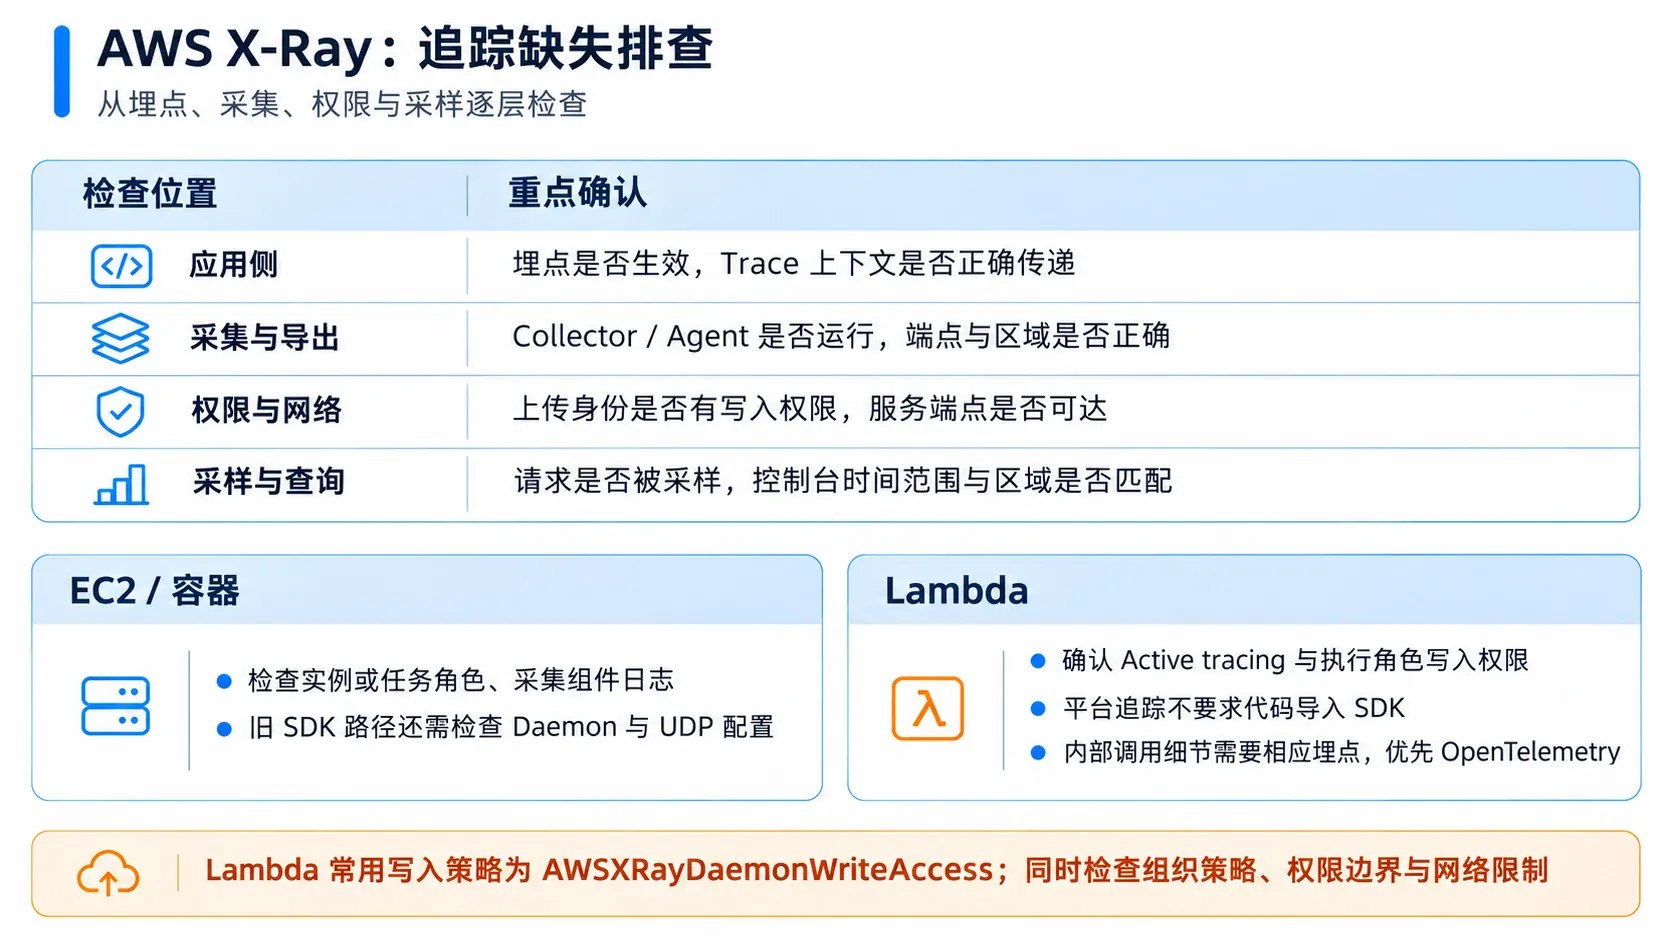 AWS X-Ray：追踪缺失排查
从埋点、采集、权限与采样逐层检查
检查位置 重点确认
应用侧 埋点是否生效，Trace 上下文是否正确传递
采集与导出 Collector / Agent 是否运行，端点与区域是否正确
权限与网络 上传身份是否有写入权限，服务端点是否可达
采样与查询 请求是否被采样，控制台时间范围与区域是否匹配
EC2 / 容器
检查实例或任务角色、采集组件日志
旧 SDK 路径还需检查 Daemon 与 UDP 配置
Lambda
λ
确认 Active tracing 与执行角色写入权限
平台追踪不要求代码导入 SDK
内部调用细节需要相应埋点，优先 OpenTelemetry
Lambda 常用写入策略为 AWSXRayDaemonWriteAccess；同时检查组织策略、权限边界与网络限制